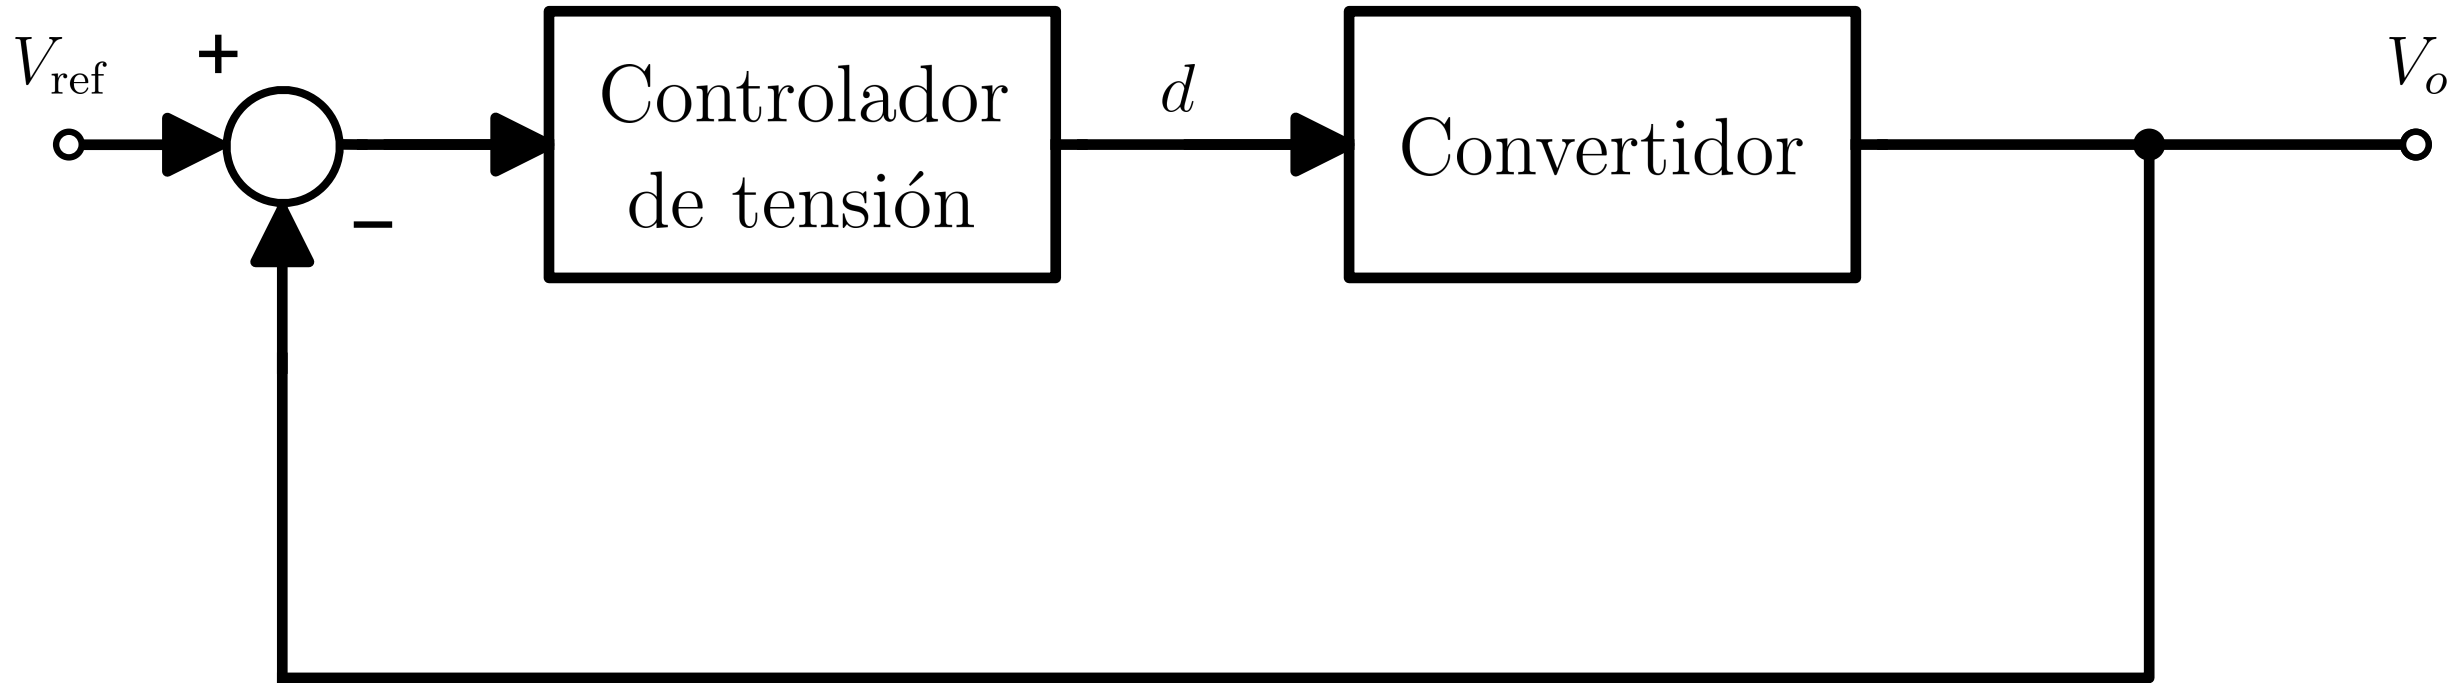 V_ref
+
−
Controlador
de tensión
d
Convertidor
V_o